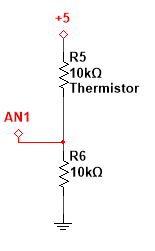 +5
R5
10kΩ
Thermistor
AN1
R6
10kΩ